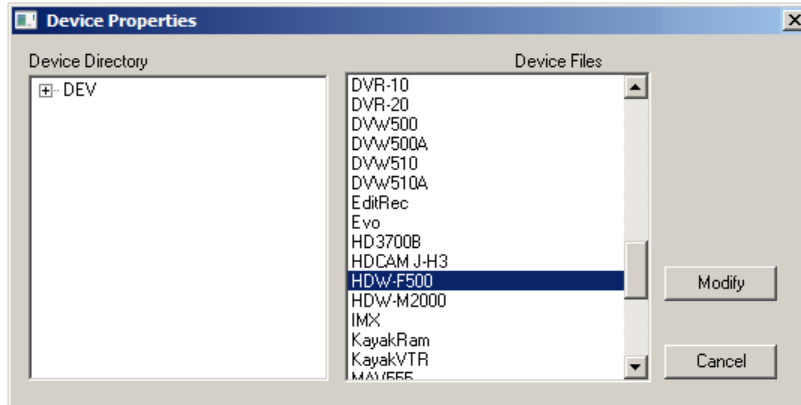 Device Properties
Device Directory
Device Files
DEV
DVR-10
DVR-20
DVW500
DVW500A
DVW510
DVW510A
EditRec
Evo
HD3700B
HDCAM J-H3
HDW-F500
HDW-M2000
IMX
KayakRam
KayakVTR
MAV555
Modify
Cancel